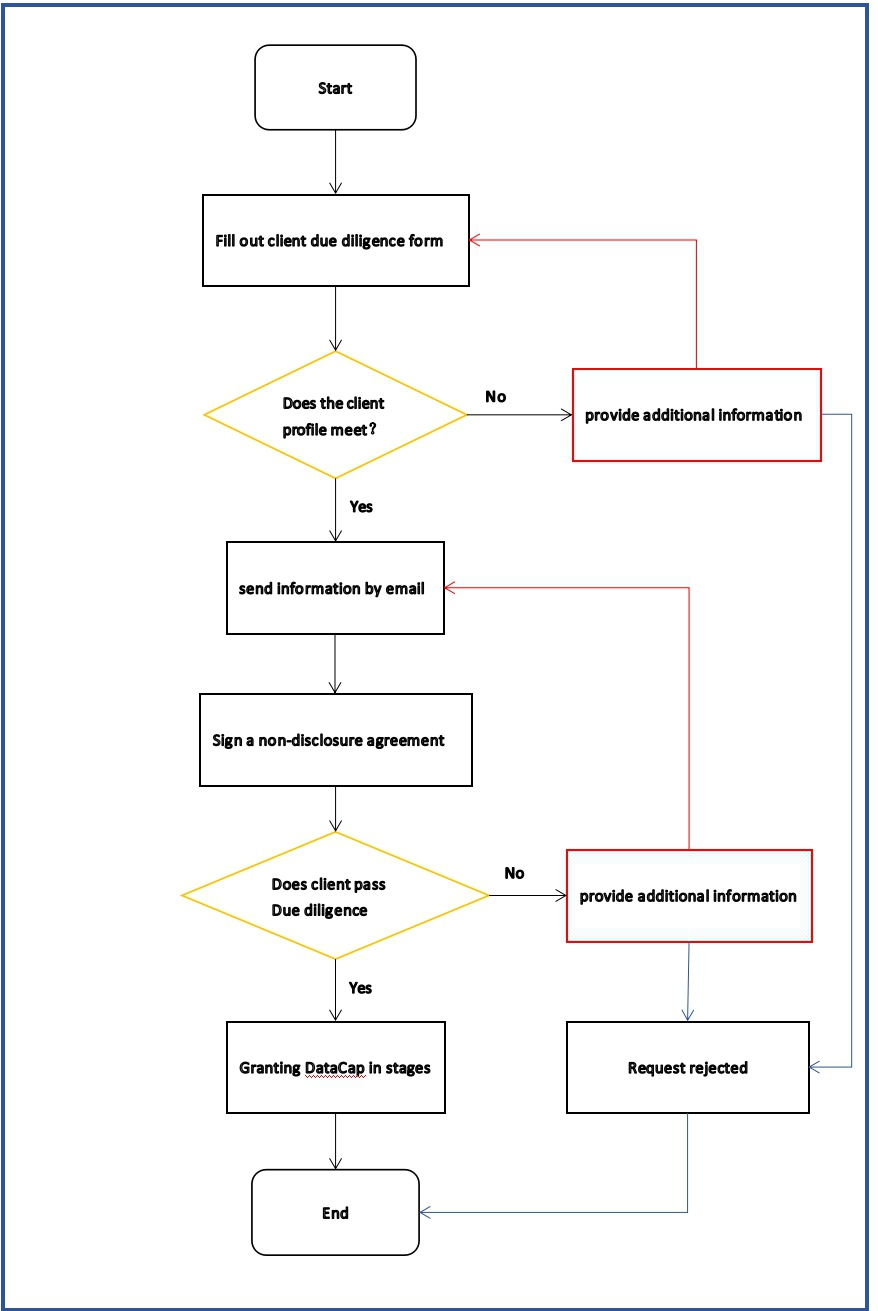 Start
Fill out client due diligence form
Does the client
profile meet？
No
provide additional information
Yes
send information by email
Sign a non-disclosure agreement
Does client pass
Due diligence
No
provide additional information
Yes
Granting DataCap in stages
Request rejected
End